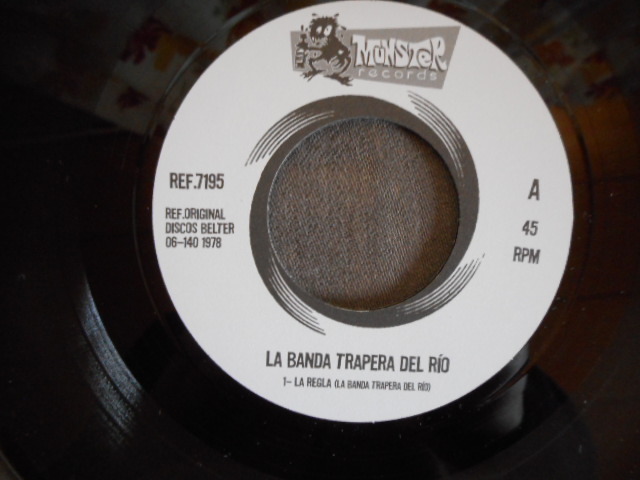 MONSTER
records
REF.7195
REF.ORIGINAL
DISCOS BELTER
06-140 1978
A
45
RPM
LA BANDA TRAPERA DEL RÍO
1- LA REGLA (LA BANDA TRAPERA DEL RÍO)